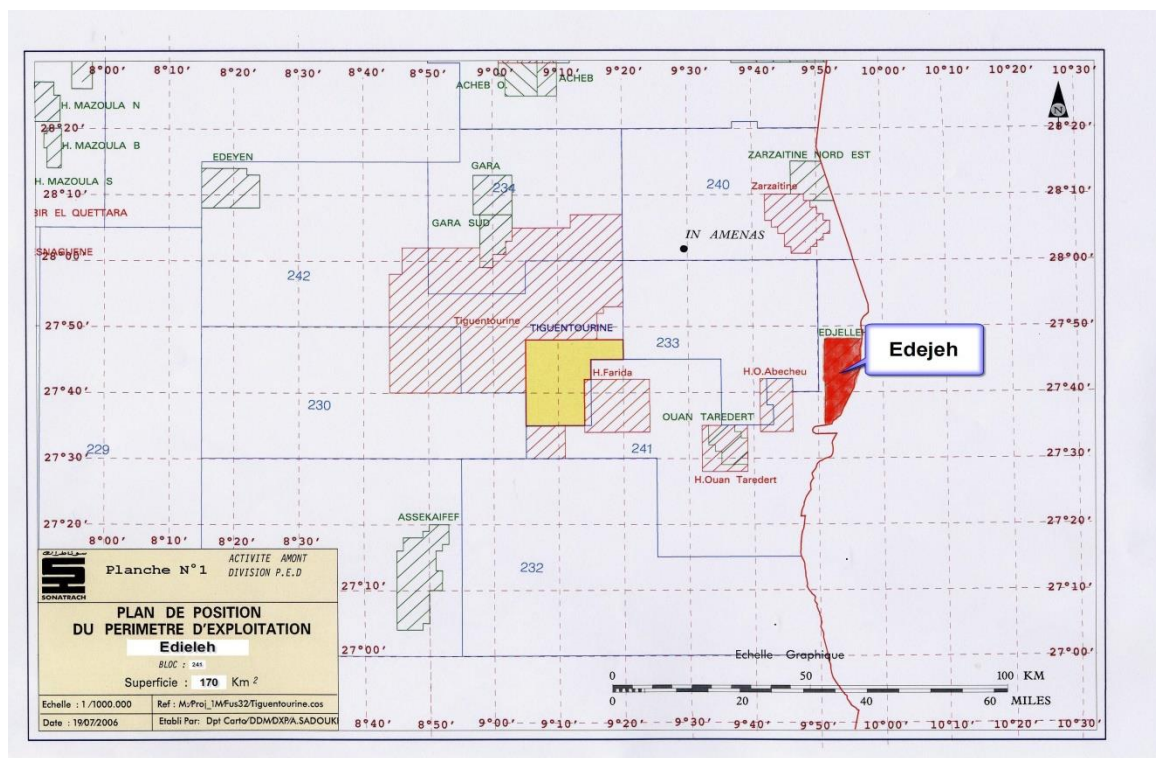 8°00′ 8°10′ 8°20′ 8°30′ 8°40′ 8°50′ 9°00′ 9°10′ 9°20′ 9°30′ 9°40′ 9°50′ 10°00′ 10°10′ 10°20′ 10°30′
ACHEB O. ACHEB
H. MAZOULA N
28°20′ 28°20′
H. MAZOULA B
EDEYEN GARA ZARZAITINE NORD EST
H. MAZOULA S
234 240 Zarzaitine
28°10′ 28°10′
BIR EL QUETTARA
GARA SUD
IN AMENAS
28°00′ 28°00′
242
27°50′ 27°50′
Tiguentourine TIGUENTOURINE EDJELLEH
233 Edejeh
H.Farida H.O.Abecheu
27°40′ 27°40′
230
OUAN TAREDERT
229 241
27°30′ 27°30′
H.Ouan Taredert
ASSEKAIFEF
27°20′ 27°20′
8°00′ 8°10′ 8°20′ 8°30′
232
27°10′ 27°10′
27°00′ 27°00′
SONATRACH
Planche N°1
ACTIVITE AMONT
DIVISION P.E.D
PLAN DE POSITION
DU PERIMETRE D'EXPLOITATION
Edieleh
BLOC : 241
Superficie : 170 Km 2
Echelle : 1/1000.000 Ref : M:/Proj_1M/Fus32/Tiguentourine.cos
Date : 19/07/2006 Etabli Par: Dpt Carto/DDM/DXP/A.SADOUKI
Echelle Graphique
0 50 100 KM
0 20 40 60 MILES
8°40′ 8°50′ 9°00′ 9°10′ 9°20′ 9°30′ 9°40′ 9°50′ 10°00′ 10°10′ 10°20′ 10°30′
N